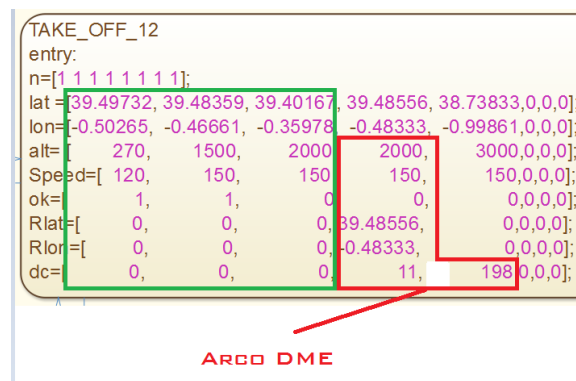 TAKE_OFF_12
entry:
n=[1 1 1 1 1 1 1 1];
lat =[39.49732, 39.48359, 39.40167, 39.48556, 38.73833,0,0,0];
lon=[-0.50265, -0.46661, -0.35978, -0.48333, -0.99861,0,0,0];
alt= [ 270, 1500, 2000, 2000, 3000,0,0,0];
Speed=[ 120, 150, 150, 150, 150,0,0,0];
ok=[ 1, 1, 0, 0, 0,0,0,0];
Rlat=[ 0, 0, 0, 39.48556, 0,0,0,0];
Rlon=[ 0, 0, 0, -0.48333, 0,0,0,0];
dc=[ 0, 0, 0, 11, 198,0,0,0];
ARCO DME